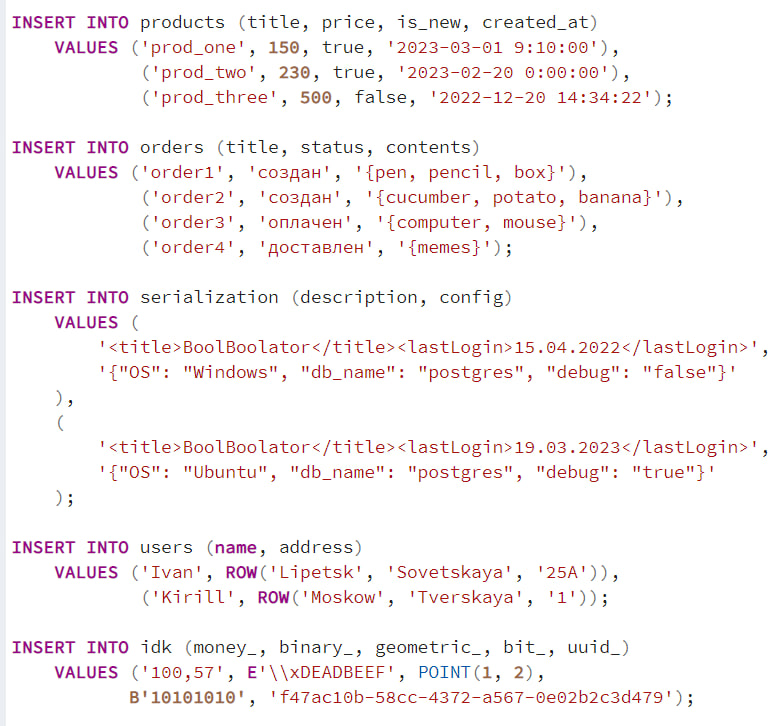 INSERT INTO products (title, price, is_new, created_at)
    VALUES ('prod_one', 150, true, '2023-03-01 9:10:00'),
            ('prod_two', 230, true, '2023-02-20 0:00:00'),
            ('prod_three', 500, false, '2022-12-20 14:34:22');

INSERT INTO orders (title, status, contents)
    VALUES ('order1', 'создан', '{pen, pencil, box}'),
            ('order2', 'создан', '{cucumber, potato, banana}'),
            ('order3', 'оплачен', '{computer, mouse}'),
            ('order4', 'доставлен', '{memes}');

INSERT INTO serialization (description, config)
    VALUES (
        '<title>BoolBoolator</title><lastLogin>15.04.2022</lastLogin>',
        '{"OS": "Windows", "db_name": "postgres", "debug": "false"}'
    ),
    (
        '<title>BoolBoolator</title><lastLogin>19.03.2023</lastLogin>',
        '{"OS": "Ubuntu", "db_name": "postgres", "debug": "true"}'
    );

INSERT INTO users (name, address)
    VALUES ('Ivan', ROW('Lipetsk', 'Sovetskaya', '25A')),
            ('Kirill', ROW('Moskow', 'Tverskaya', '1'));

INSERT INTO idk (money_, binary_, geometric_, bit_, uuid_)
    VALUES ('100,57', E'\\xDEADBEEF', POINT(1, 2),
           B'10101010', 'f47ac10b-58cc-4372-a567-0e02b2c3d479');